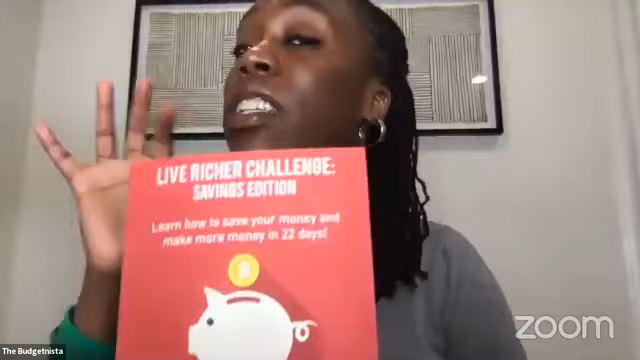 LIVE RICHER CHALLENGE:
SAVINGS EDITION
Learn how to save your money and
make more money in 22 days!
The Budgetnista
zoom